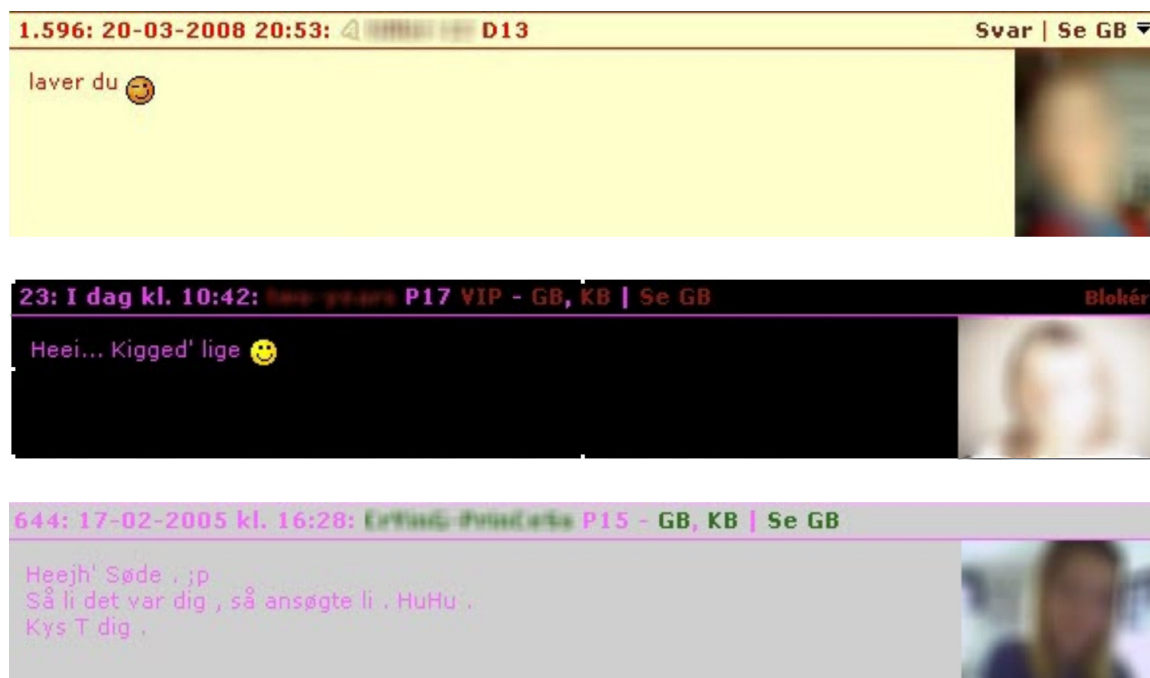 1.596: 20-03-2008 20:53: D13 Svar | Se GB
laver du
23: I dag kl. 10:42: P17 VIP - GB, KB | Se GB Blokér
Heei... Kigged' lige
644: 17-02-2005 kl. 16:28: P15 - GB, KB | Se GB
Heejh' Søde . ;p
Så li det var dig , så ansøgte li . HuHu .
Kys T dig .